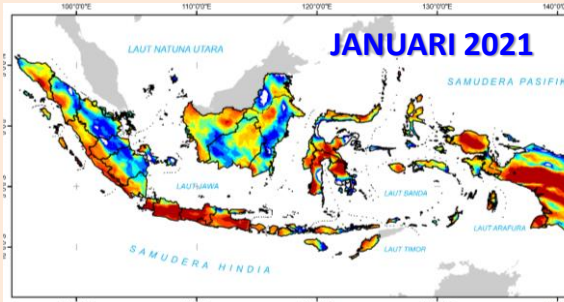 100°0'0"E
110°0'0"E
120°0'0"E
130°0'0"E
LAUT NATUNA UTARA
JANUARI 2021
SAMUDERA PASIFIK
LAUT JAWA
LAUT BANDA
LAUT ARAFURA
LAUT TIMOR
SAMUDERA HINDIA